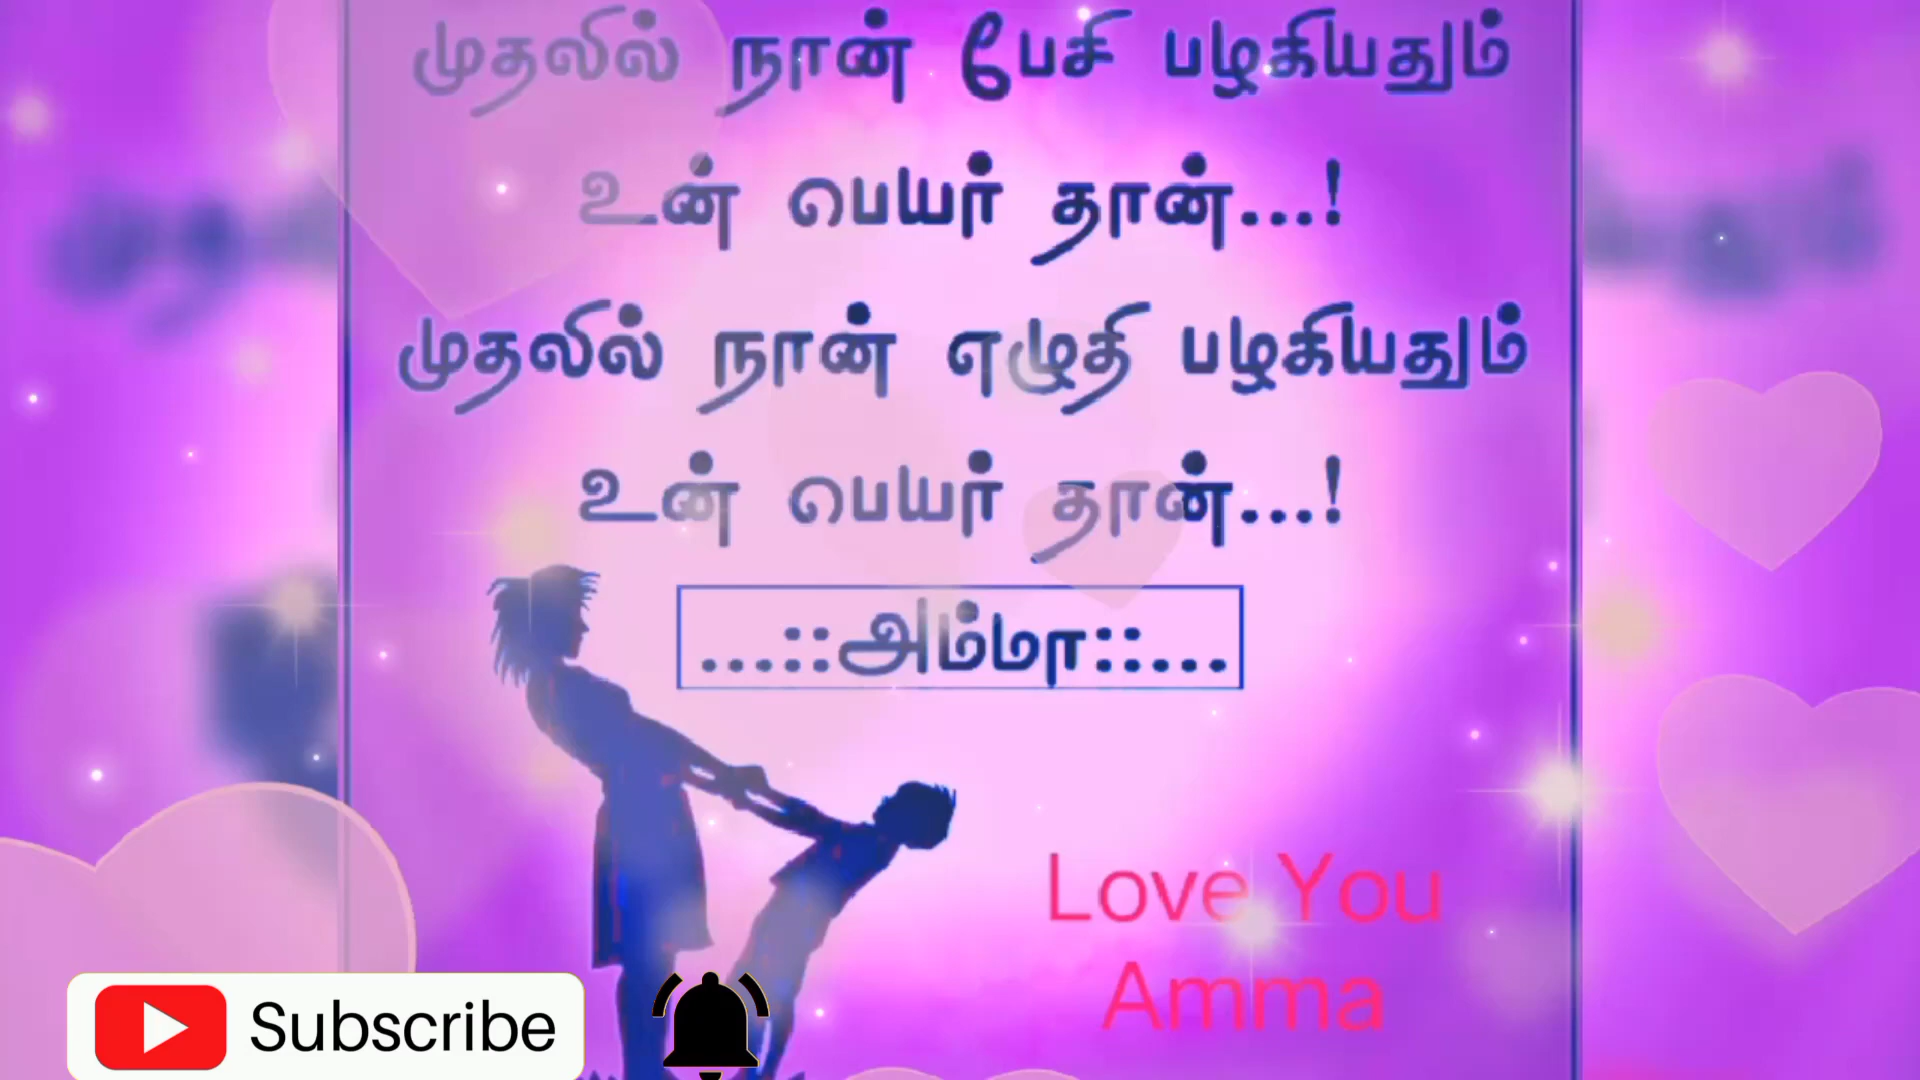 முதலில் நான் பேசி பழகியதும்
உன் பெயர் தான்...!
முதலில் நான் எழுதி பழகியதும்
உன் பெயர் தான்...!
...::அம்மா::...
Love You
Amma
Subscribe